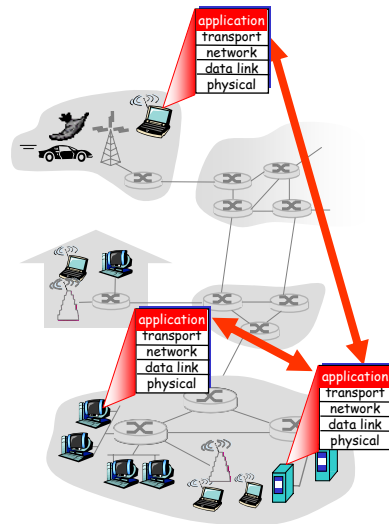 application
transport
network
data link
physical
application
transport
network
data link
physical
application
transport
network
data link
physical